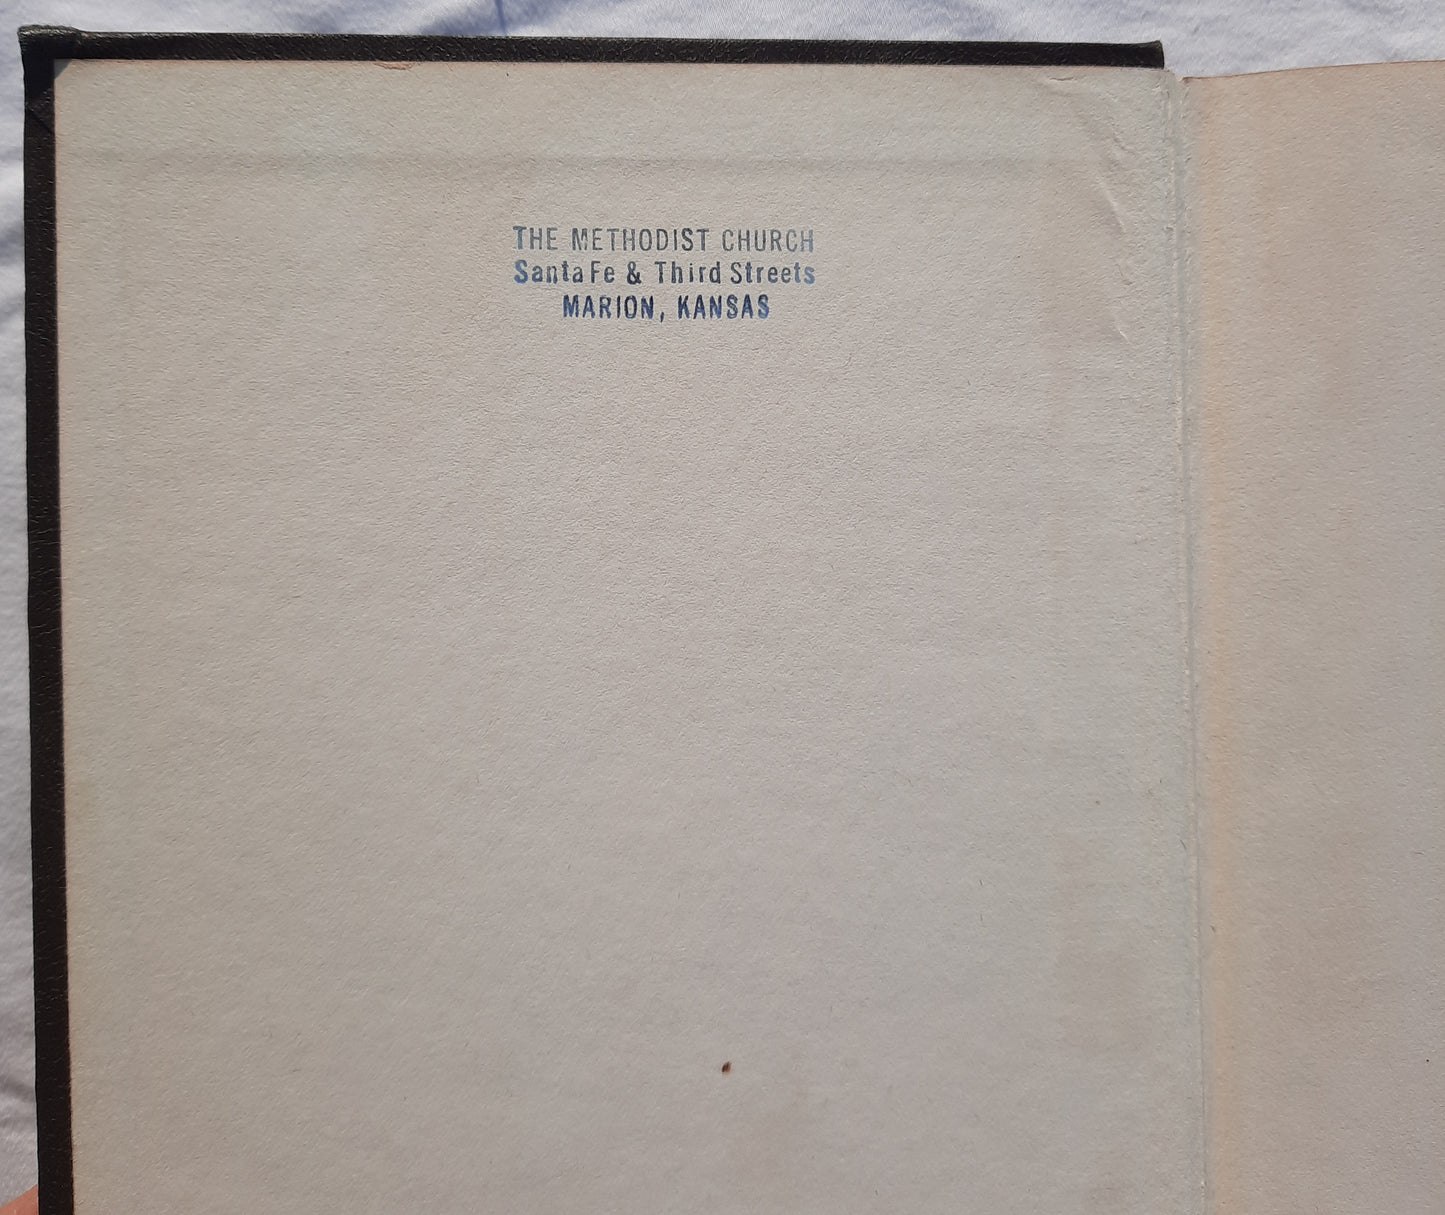 THE METHODIST CHURCH
Santa Fe & Third Streets
MARION, KANSAS